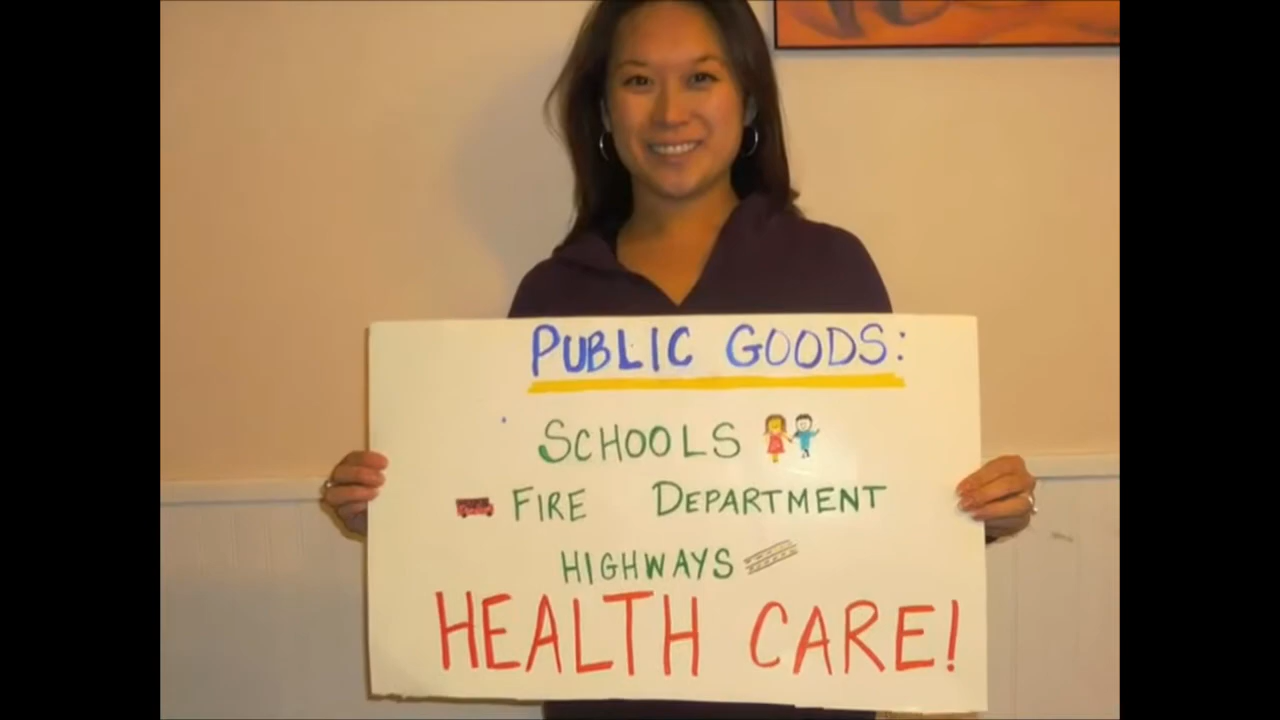 PUBLIC GOODS:
SCHOOLS
FIRE DEPARTMENT
HIGHWAYS
HEALTH CARE!